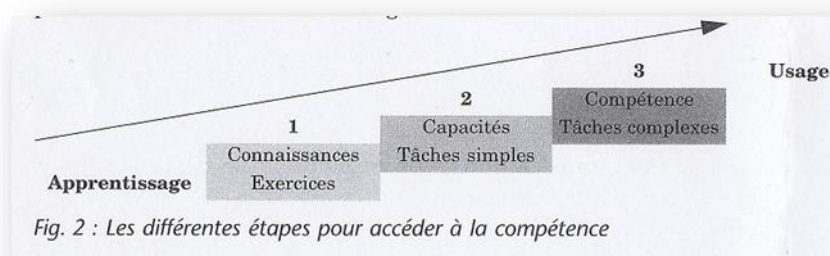 3
Usage
2
Compétence
1
Capacités
Tâches complexes
Connaissances
Tâches simples
Apprentissage
Exercices
Fig. 2 : Les différentes étapes pour accéder à la compétence